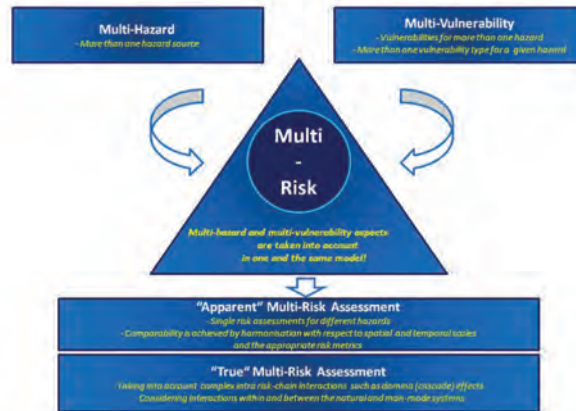 Multi-Hazard
- More than one hazard source
Multi-Vulnerability
- Vulnerabilities for more than one hazard
- More than one vulnerability type for a given hazard
Multi
-
Risk
Multi-hazard and multi-vulnerability aspects
are taken into account
in one and the same model!
"Apparent" Multi-Risk Assessment
- Single risk assessments for different hazards
- Comparability is achieved by harmonisation with respect to spatial and temporal scales
and the appropriate risk metrics
"True" Multi-Risk Assessment
- Taking into account complex intra risk-chain interactions such as domino (cascade) effects
Considering interactions within and between the natural and man-made systems